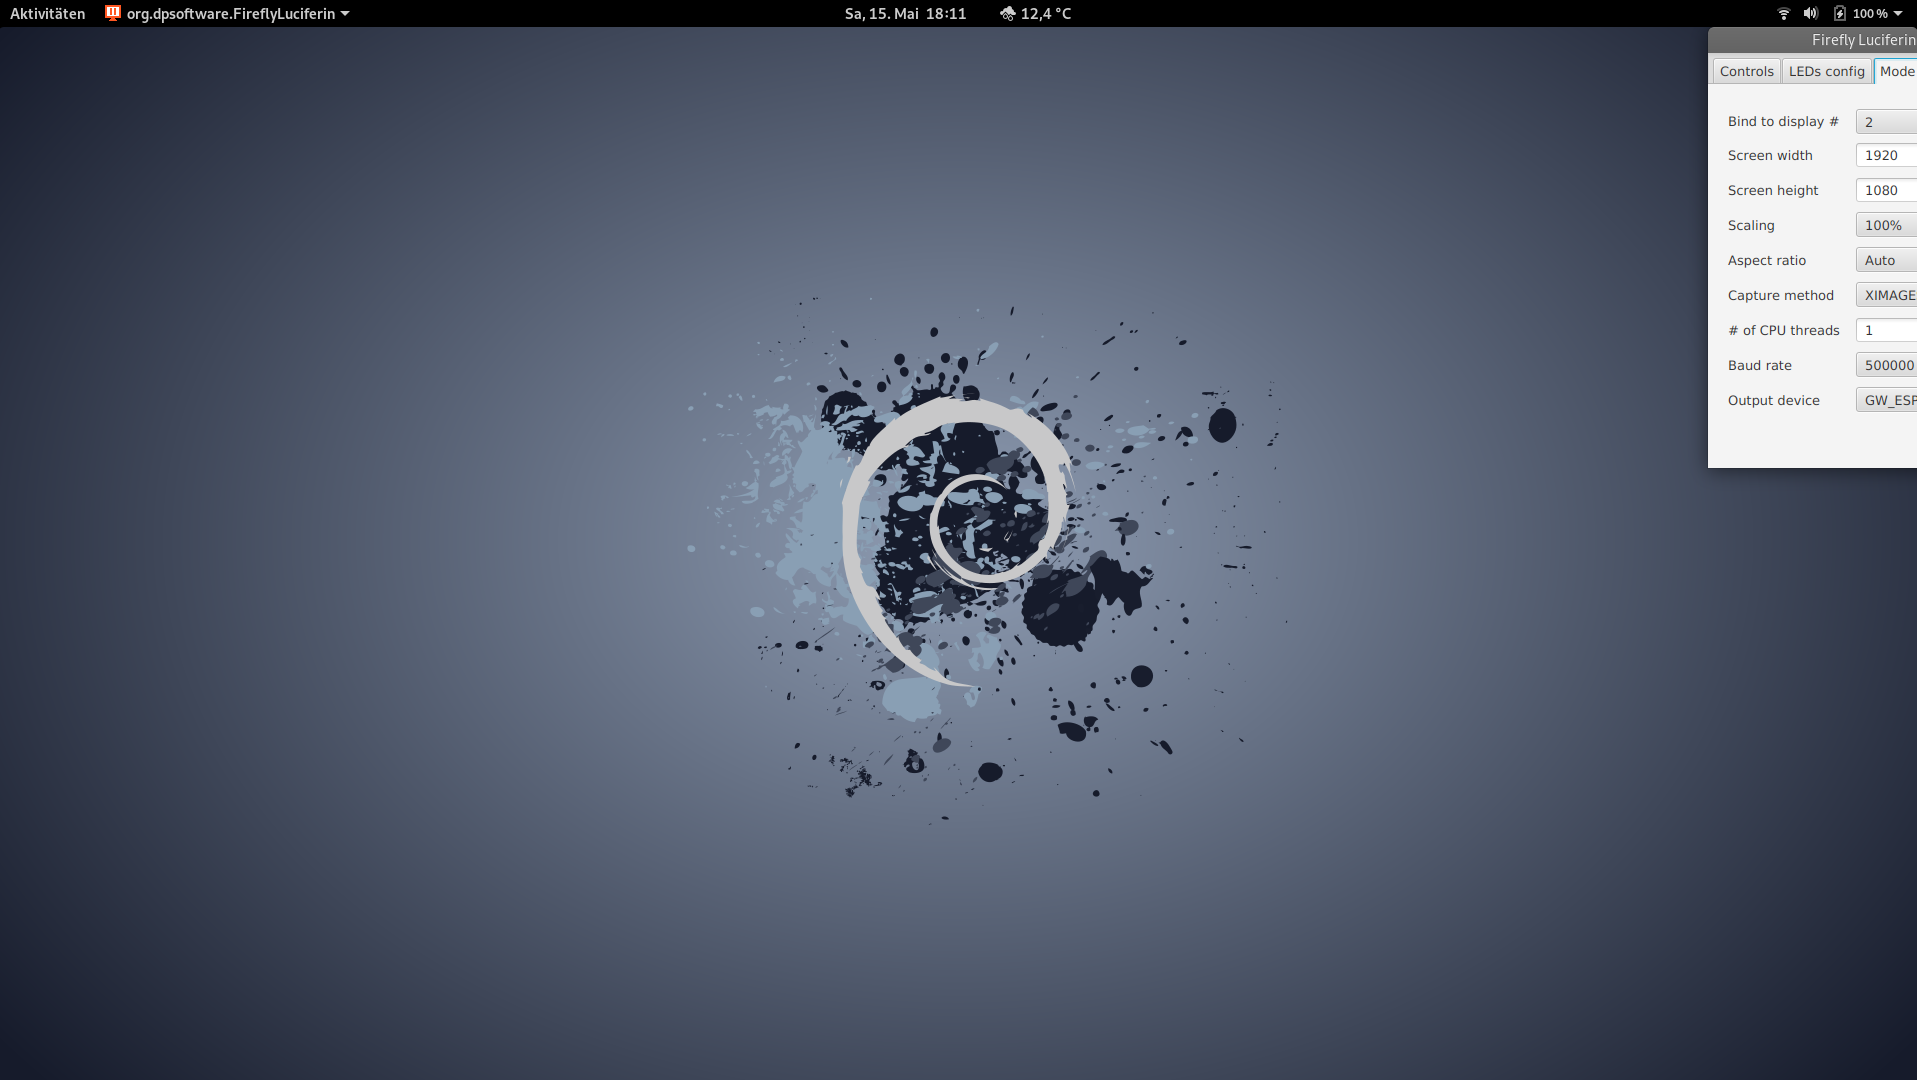 Aktivitäten org.dpsoftware.FireflyLuciferin Sa, 15. Mai 18:11 12,4 °C 100 %
Firefly Luciferin
Controls LEDs config Mode
Bind to display # 2
Screen width 1920
Screen height 1080
Scaling 100%
Aspect ratio Auto
Capture method XIMAGE
# of CPU threads 1
Baud rate 500000
Output device GW_ESP